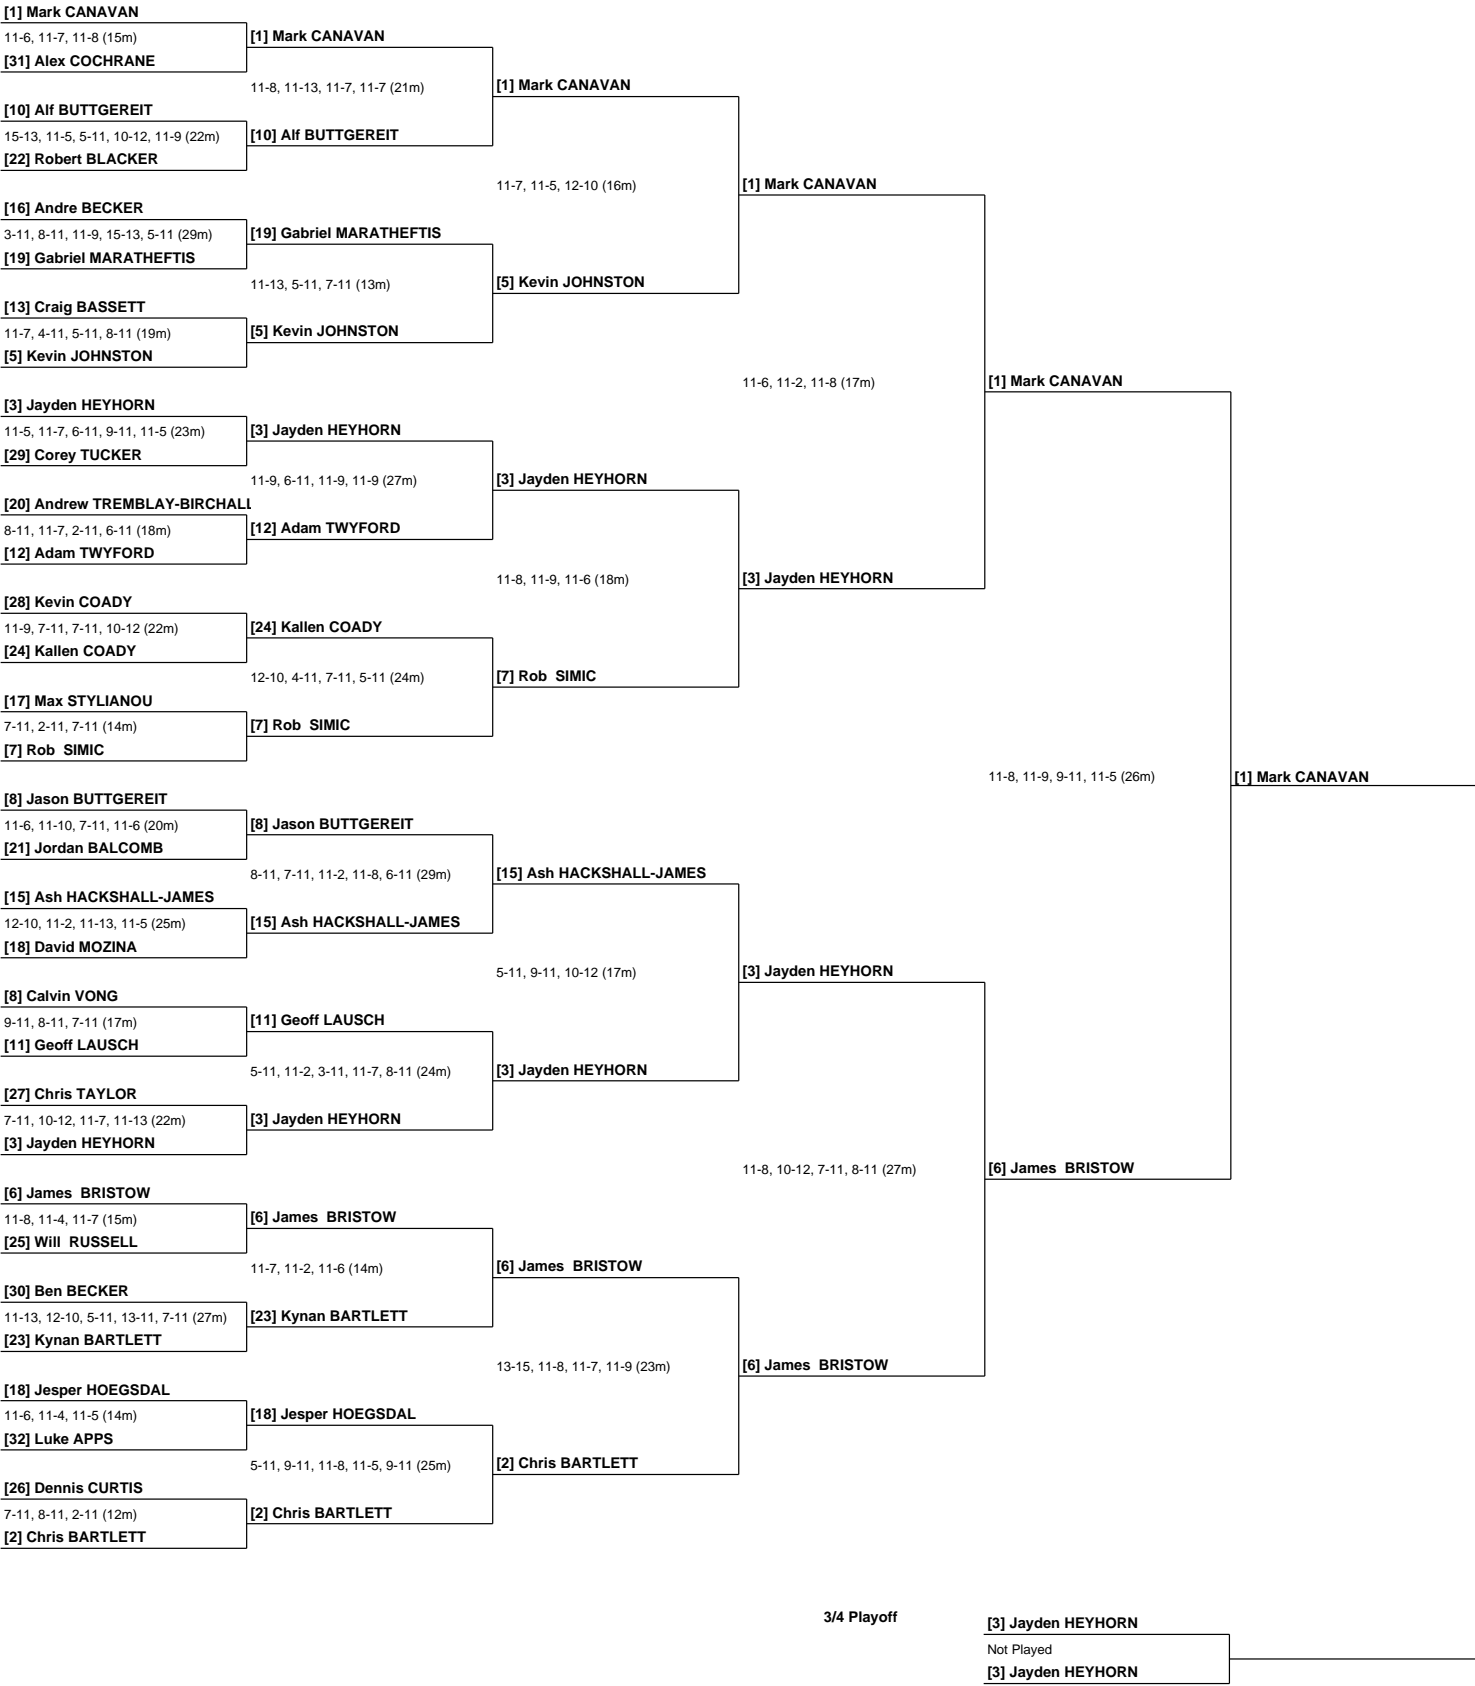 [1] Mark CANAVAN
11-6, 11-7, 11-8 (15m)
[31] Alex COCHRANE
[10] Alf BUTTGEREIT
15-13, 11-5, 5-11, 10-12, 11-9 (22m)
[22] Robert BLACKER
[16] Andre BECKER
3-11, 8-11, 11-9, 15-13, 5-11 (29m)
[19] Gabriel MARATHEFTIS
[13] Craig BASSETT
11-7, 4-11, 5-11, 8-11 (19m)
[5] Kevin JOHNSTON
[3] Jayden HEYHORN
11-5, 11-7, 6-11, 9-11, 11-5 (23m)
[29] Corey TUCKER
[20] Andrew TREMBLAY-BIRCHALL
8-11, 11-7, 2-11, 6-11 (18m)
[12] Adam TWYFORD
[28] Kevin COADY
11-9, 7-11, 7-11, 10-12 (22m)
[24] Kallen COADY
[17] Max STYLIANOU
7-11, 2-11, 7-11 (14m)
[7] Rob  SIMIC
[8] Jason BUTTGEREIT
11-6, 11-10, 7-11, 11-6 (20m)
[21] Jordan BALCOMB
[15] Ash HACKSHALL-JAMES
12-10, 11-2, 11-13, 11-5 (25m)
[18] David MOZINA
[8] Calvin VONG
9-11, 8-11, 7-11 (17m)
[11] Geoff LAUSCH
[27] Chris TAYLOR
7-11, 10-12, 11-7, 11-13 (22m)
[3] Jayden HEYHORN
[6] James  BRISTOW
11-8, 11-4, 11-7 (15m)
[25] Will  RUSSELL
[30] Ben BECKER
11-13, 12-10, 5-11, 13-11, 7-11 (27m)
[23] Kynan BARTLETT
[18] Jesper HOEGSDAL
11-6, 11-4, 11-5 (14m)
[32] Luke APPS
[26] Dennis CURTIS
7-11, 8-11, 2-11 (12m)
[2] Chris BARTLETT
[1] Mark CANAVAN
11-8, 11-13, 11-7, 11-7 (21m)
[10] Alf BUTTGEREIT
[19] Gabriel MARATHEFTIS
11-13, 5-11, 7-11 (13m)
[5] Kevin JOHNSTON
[3] Jayden HEYHORN
11-9, 6-11, 11-9, 11-9 (27m)
[12] Adam TWYFORD
[24] Kallen COADY
12-10, 4-11, 7-11, 5-11 (24m)
[7] Rob  SIMIC
[8] Jason BUTTGEREIT
8-11, 7-11, 11-2, 11-8, 6-11 (29m)
[15] Ash HACKSHALL-JAMES
[11] Geoff LAUSCH
5-11, 11-2, 3-11, 11-7, 8-11 (24m)
[3] Jayden HEYHORN
[6] James  BRISTOW
11-7, 11-2, 11-6 (14m)
[23] Kynan BARTLETT
[18] Jesper HOEGSDAL
5-11, 9-11, 11-8, 11-5, 9-11 (25m)
[2] Chris BARTLETT
[1] Mark CANAVAN
11-7, 11-5, 12-10 (16m)
[5] Kevin JOHNSTON
[3] Jayden HEYHORN
11-8, 11-9, 11-6 (18m)
[7] Rob  SIMIC
[15] Ash HACKSHALL-JAMES
5-11, 9-11, 10-12 (17m)
[3] Jayden HEYHORN
[6] James  BRISTOW
13-15, 11-8, 11-7, 11-9 (23m)
[2] Chris BARTLETT
[1] Mark CANAVAN
11-6, 11-2, 11-8 (17m)
[3] Jayden HEYHORN
[3] Jayden HEYHORN
11-8, 10-12, 7-11, 8-11 (27m)
[6] James  BRISTOW
[1] Mark CANAVAN
11-8, 11-9, 9-11, 11-5 (26m)
[6] James  BRISTOW
[1] Mark CANAVAN
3/4 Playoff
[3] Jayden HEYHORN
Not Played
[3] Jayden HEYHORN